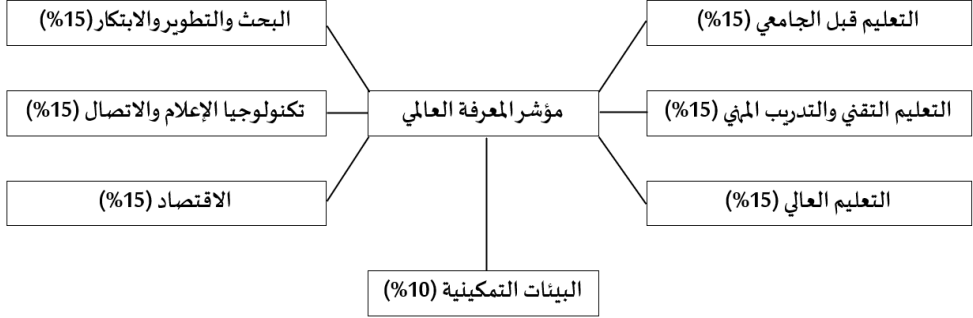 التعليم قبل الجامعي (15%)
البحث والتطوير والابتكار (15%)
التعليم التقني والتدريب المهني (15%)
مؤشر المعرفة العالمي
تكنولوجيا الإعلام والاتصال (15%)
التعليم العالي (15%)
الاقتصاد (15%)
البيئات التمكينية (10%)